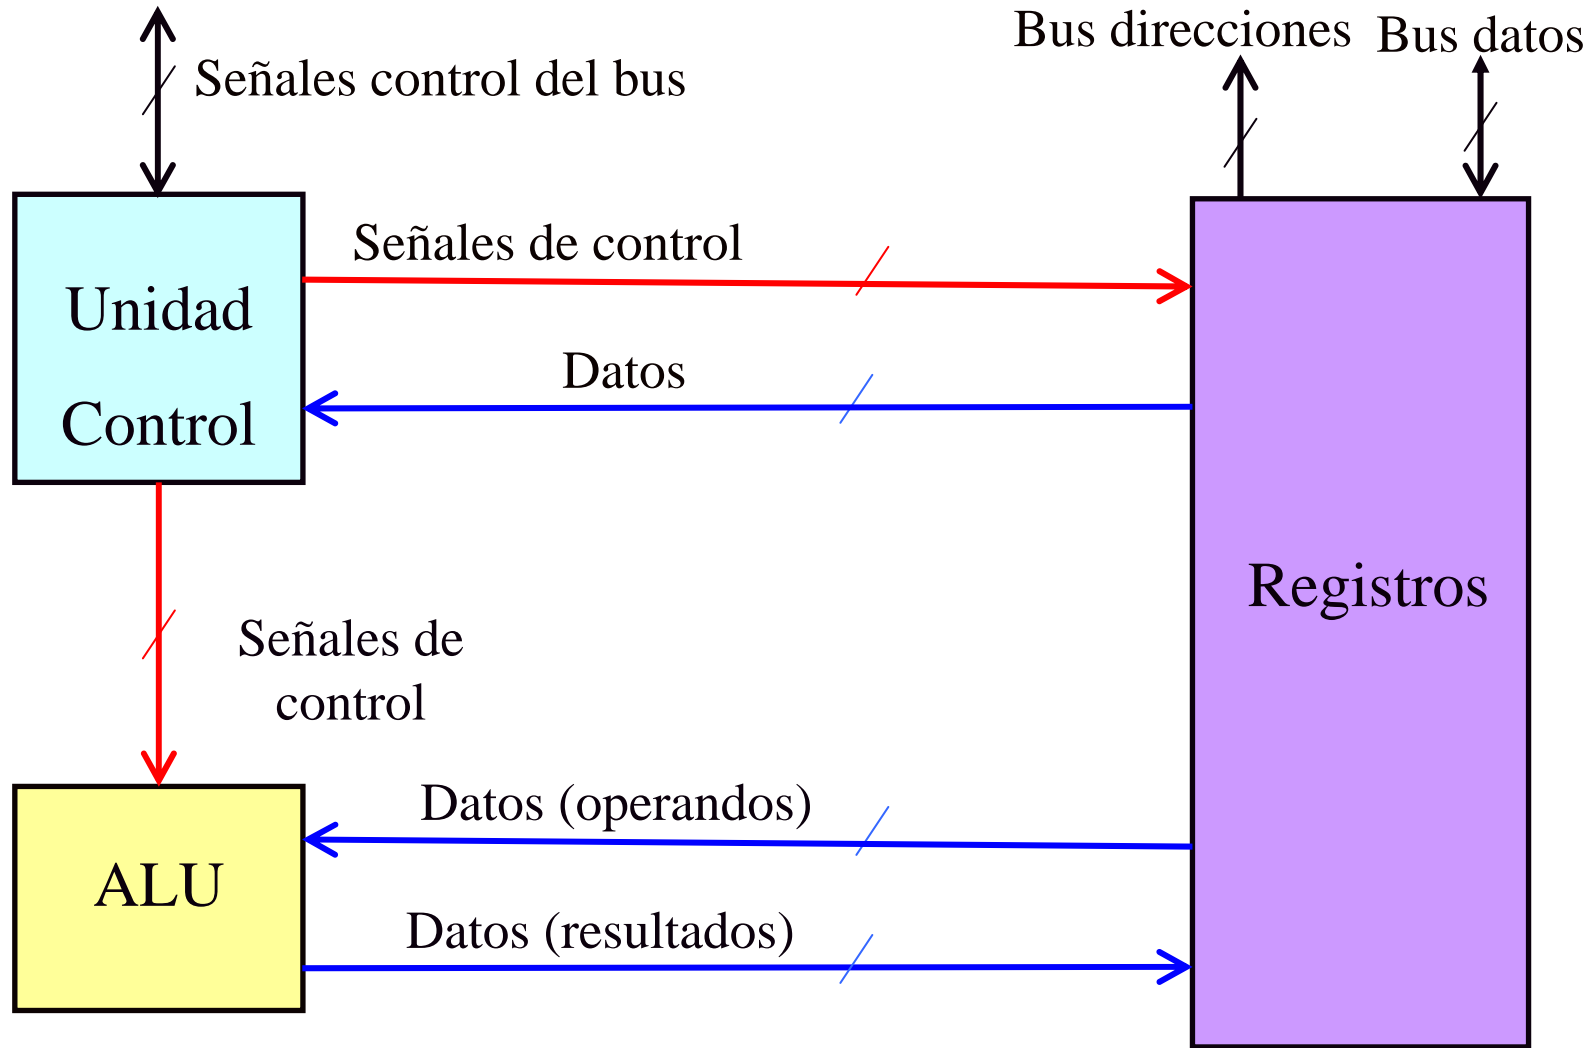 Bus direcciones
Bus datos
Señales control del bus
Señales de control
Unidad
Control
Datos
Registros
Señales de
control
Datos (operandos)
ALU
Datos (resultados)